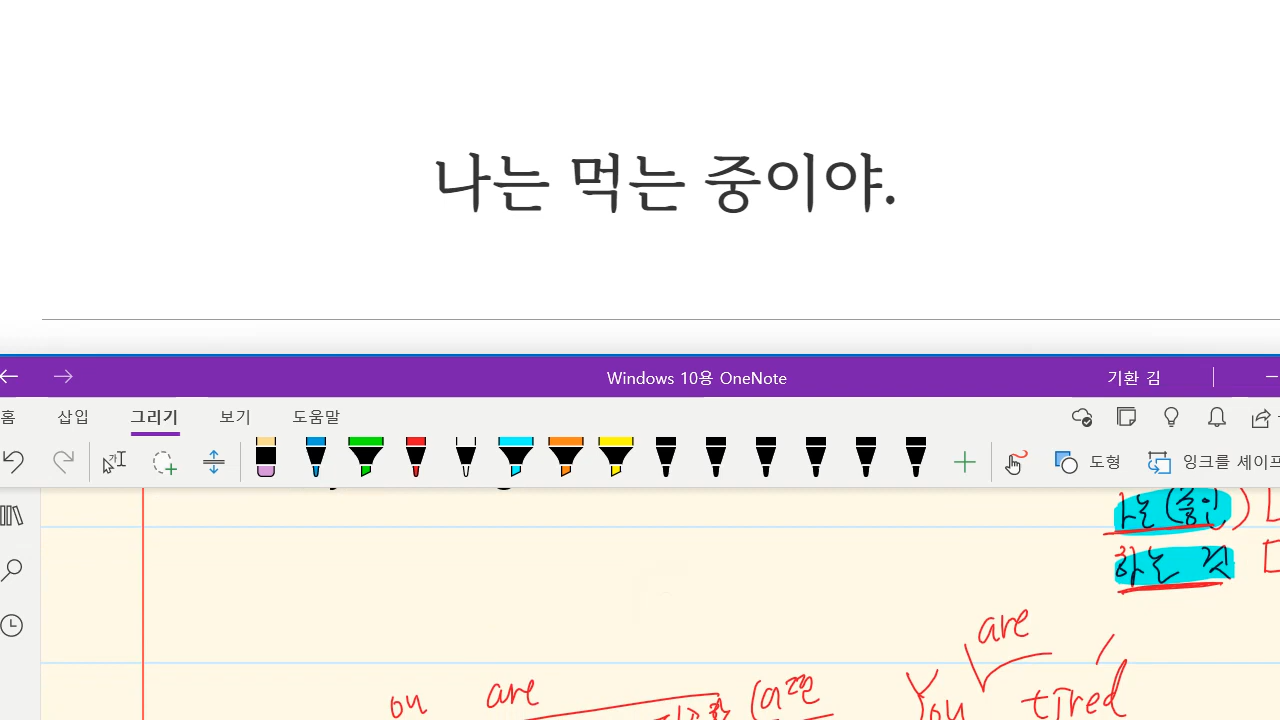 나는 먹는 중이야.
Windows 10용 OneNote
기환 김
홈 삽입 그리기 보기 도움말
도형 잉크를 셰이프
나는 (중인)
하는 것
are
ou are
You tired